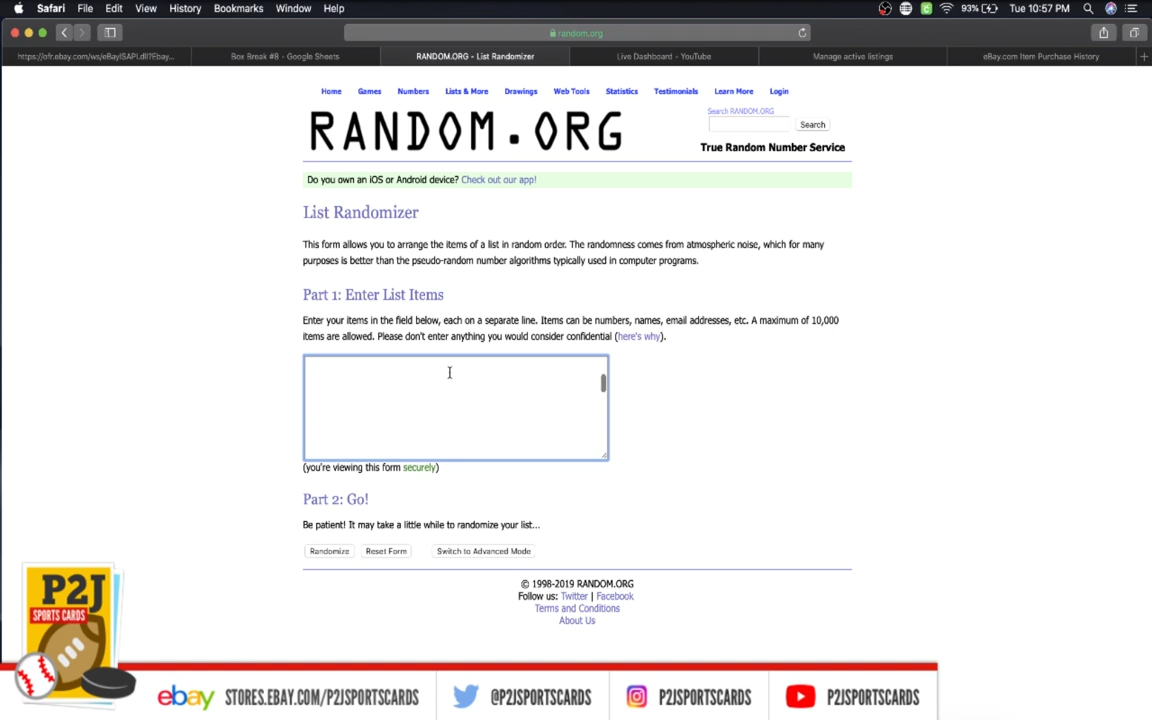 Safari File Edit View History Bookmarks Window Help 93% Tue 10:57 PM
random.org
https://ofr.ebay.com/ws/eBayISAPI.dll?Ebay... Box Break #8 - Google Sheets RANDOM.ORG - List Randomizer Live Dashboard - YouTube Manage active listings eBay.com Item Purchase History
Home Games Numbers Lists & More Drawings Web Tools Statistics Testimonials Learn More Login
Search RANDOM.ORG
RANDOM.ORG
Search
True Random Number Service
Do you own an iOS or Android device? Check out our app!
List Randomizer
This form allows you to arrange the items of a list in random order. The randomness comes from atmospheric noise, which for many
purposes is better than the pseudo-random number algorithms typically used in computer programs.
Part 1: Enter List Items
Enter your items in the field below, each on a separate line. Items can be numbers, names, email addresses, etc. A maximum of 10,000
items are allowed. Please don't enter anything you would consider confidential (here's why).
(you're viewing this form securely)
Part 2: Go!
Be patient! It may take a little while to randomize your list...
Randomize Reset Form Switch to Advanced Mode
© 1998-2019 RANDOM.ORG
Follow us: Twitter | Facebook
Terms and Conditions
About Us
P2J
SPORTS CARDS
ebay STORES.EBAY.COM/P2JSPORTSCARDS @P2JSPORTSCARDS P2JSPORTSCARDS P2JSPORTSCARDS